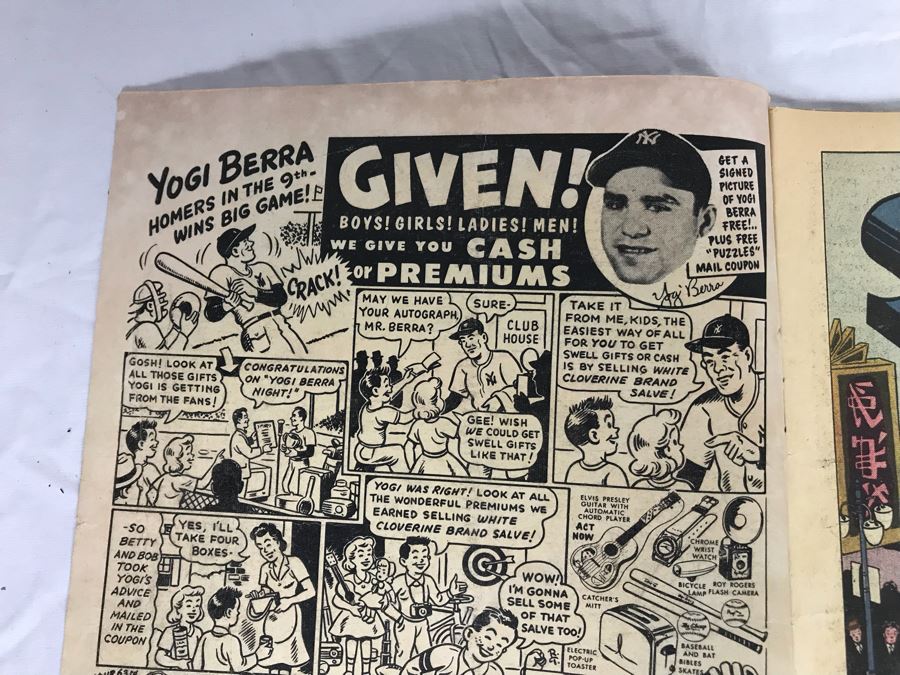 YOGI BERRA
HOMERS IN THE 9th-
WINS BIG GAME!
CRACK!
GIVEN!
BOYS! GIRLS! LADIES! MEN!
WE GIVE YOU CASH
or PREMIUMS
NY
GET A
SIGNED
PICTURE
OF YOGI
BERRA
FREE!..
PLUS FREE
"PUZZLES"
MAIL COUPON
Yogi Berra
GOSH! LOOK AT
ALL THOSE GIFTS
YOGI IS GETTING
FROM THE FANS!
CONGRATULATIONS
ON "YOGI BERRA
NIGHT!"
MAY WE HAVE
YOUR AUTOGRAPH,
MR. BERRA?
SURE-
CLUB
HOUSE
NY
GEE! WISH
WE COULD GET
SWELL GIFTS
LIKE THAT!
TAKE IT
FROM ME, KIDS, THE
EASIEST WAY OF ALL
FOR YOU TO GET
SWELL GIFTS OR CASH
IS BY SELLING WHITE
CLOVERINE BRAND
SALVE!
-SO
BETTY
AND BOB
TOOK
YOGI'S
ADVICE
AND
MAILED
IN THE
COUPON
YES, I'LL
TAKE FOUR
BOXES-
YOGI WAS RIGHT! LOOK AT ALL
THE WONDERFUL PREMIUMS WE
EARNED SELLING WHITE
CLOVERINE BRAND SALVE!
WOW!
I'M GONNA
SELL SOME
OF THAT
SALVE TOO!
ELVIS PRESLEY
GUITAR WITH
AUTOMATIC
CHORD PLAYER
ACT
NOW
CHROME
WRIST
WATCH
BICYCLE
LAMP
ROY ROGERS
FLASH CAMERA
CATCHER'S
MITT
ELECTRIC
POP-UP
TOASTER
BASEBALL
AND BAT
BIBLES
SKATES